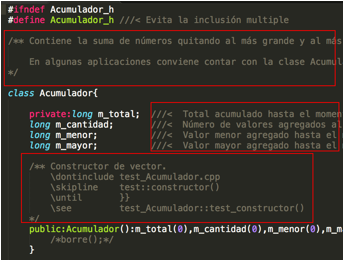 #ifndef Acumulador_h
#define Acumulador_h ///< Evita la inclusión multiple
/** Contiene la suma de números quitando al más grande y al más
En algunas applicaciones conviene contar con la clase Acumul
*/
class Acumulador{
private:long m_total; ///< Total acumulado hasta el momen
long m_cantidad; ///< Número de valores agregados al
long m_menor; ///< Valor menor agregado hasta el
long m_mayor; ///< Valor mayor agregado hasta el
/** Constructor de vector.
\dontinclude test_Acumulador.cpp
\skipline test::constructor()
\until }}
\see test_Acumulador::test_constructor()
*/
public:Acumulador():m_total(0),m_cantidad(0),m_menor(0),m_m
/*borre();*/
}